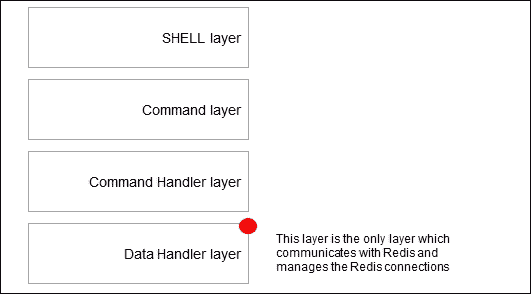 SHELL layer
Command layer
Command Handler layer
Data Handler layer
This layer is the only layer which
communicates with Redis and
manages the Redis connections